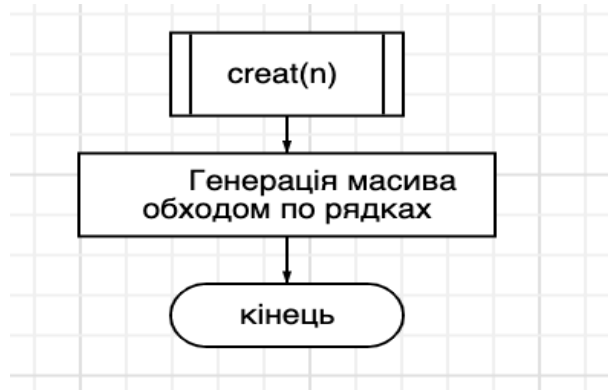 creat(n)
Генерація масива
обходом по рядках
кінець